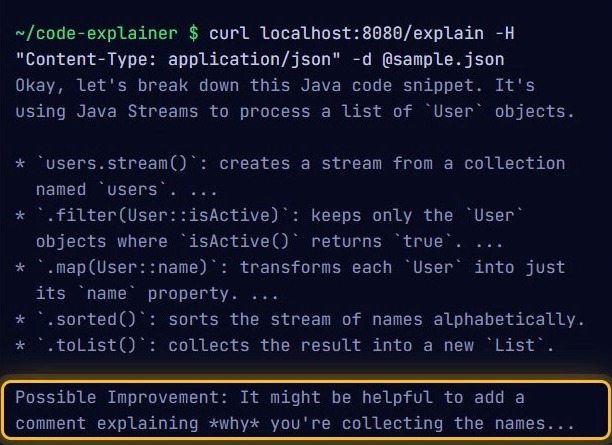 ~/code-explainer $ curl localhost:8080/explain -H
"Content-Type: application/json" -d @sample.json
Okay, let's break down this Java code snippet. It's
using Java Streams to process a list of `User` objects.
* `users.stream()`: creates a stream from a collection
named `users`. ...
* `.filter(User::isActive)`: keeps only the `User`
objects where `isActive()` returns `true`. ...
* `.map(User::name)`: transforms each `User` into just
its `name` property. ...
* `.sorted()`: sorts the stream of names alphabetically.
* `.toList()`: collects the result into a new `List`.
Possible Improvement: It might be helpful to add a
comment explaining *why* you're collecting the names...